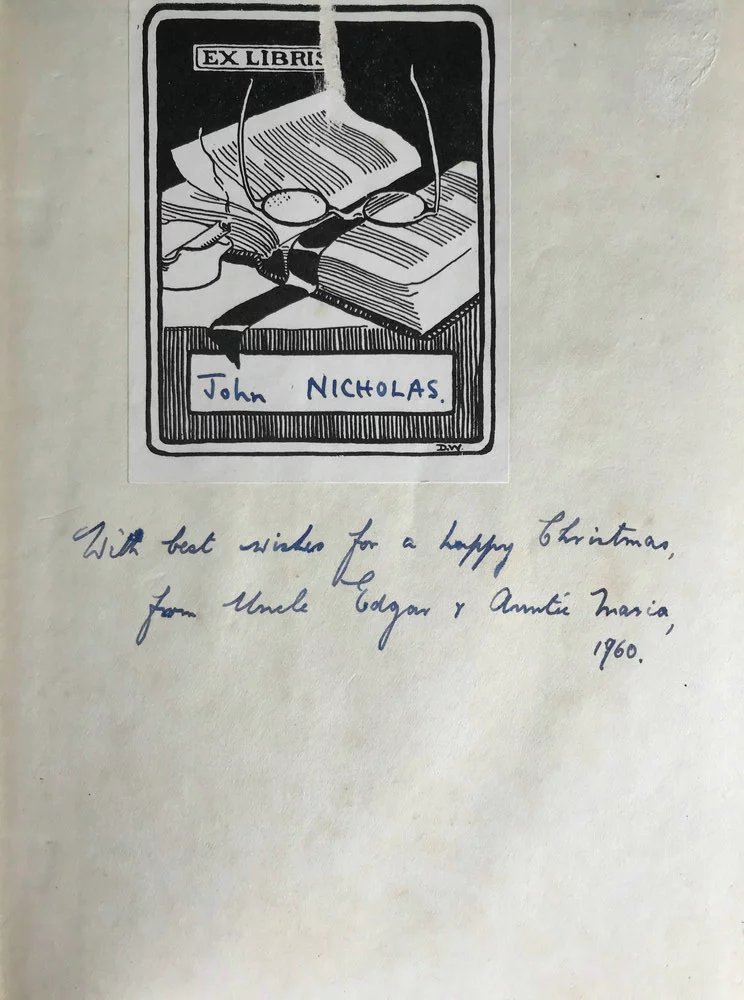 EX LIBRIS
John NICHOLAS.
D.W.
With best wishes for a happy Christmas,
from Uncle Edgar & Auntie Maria,
1960.